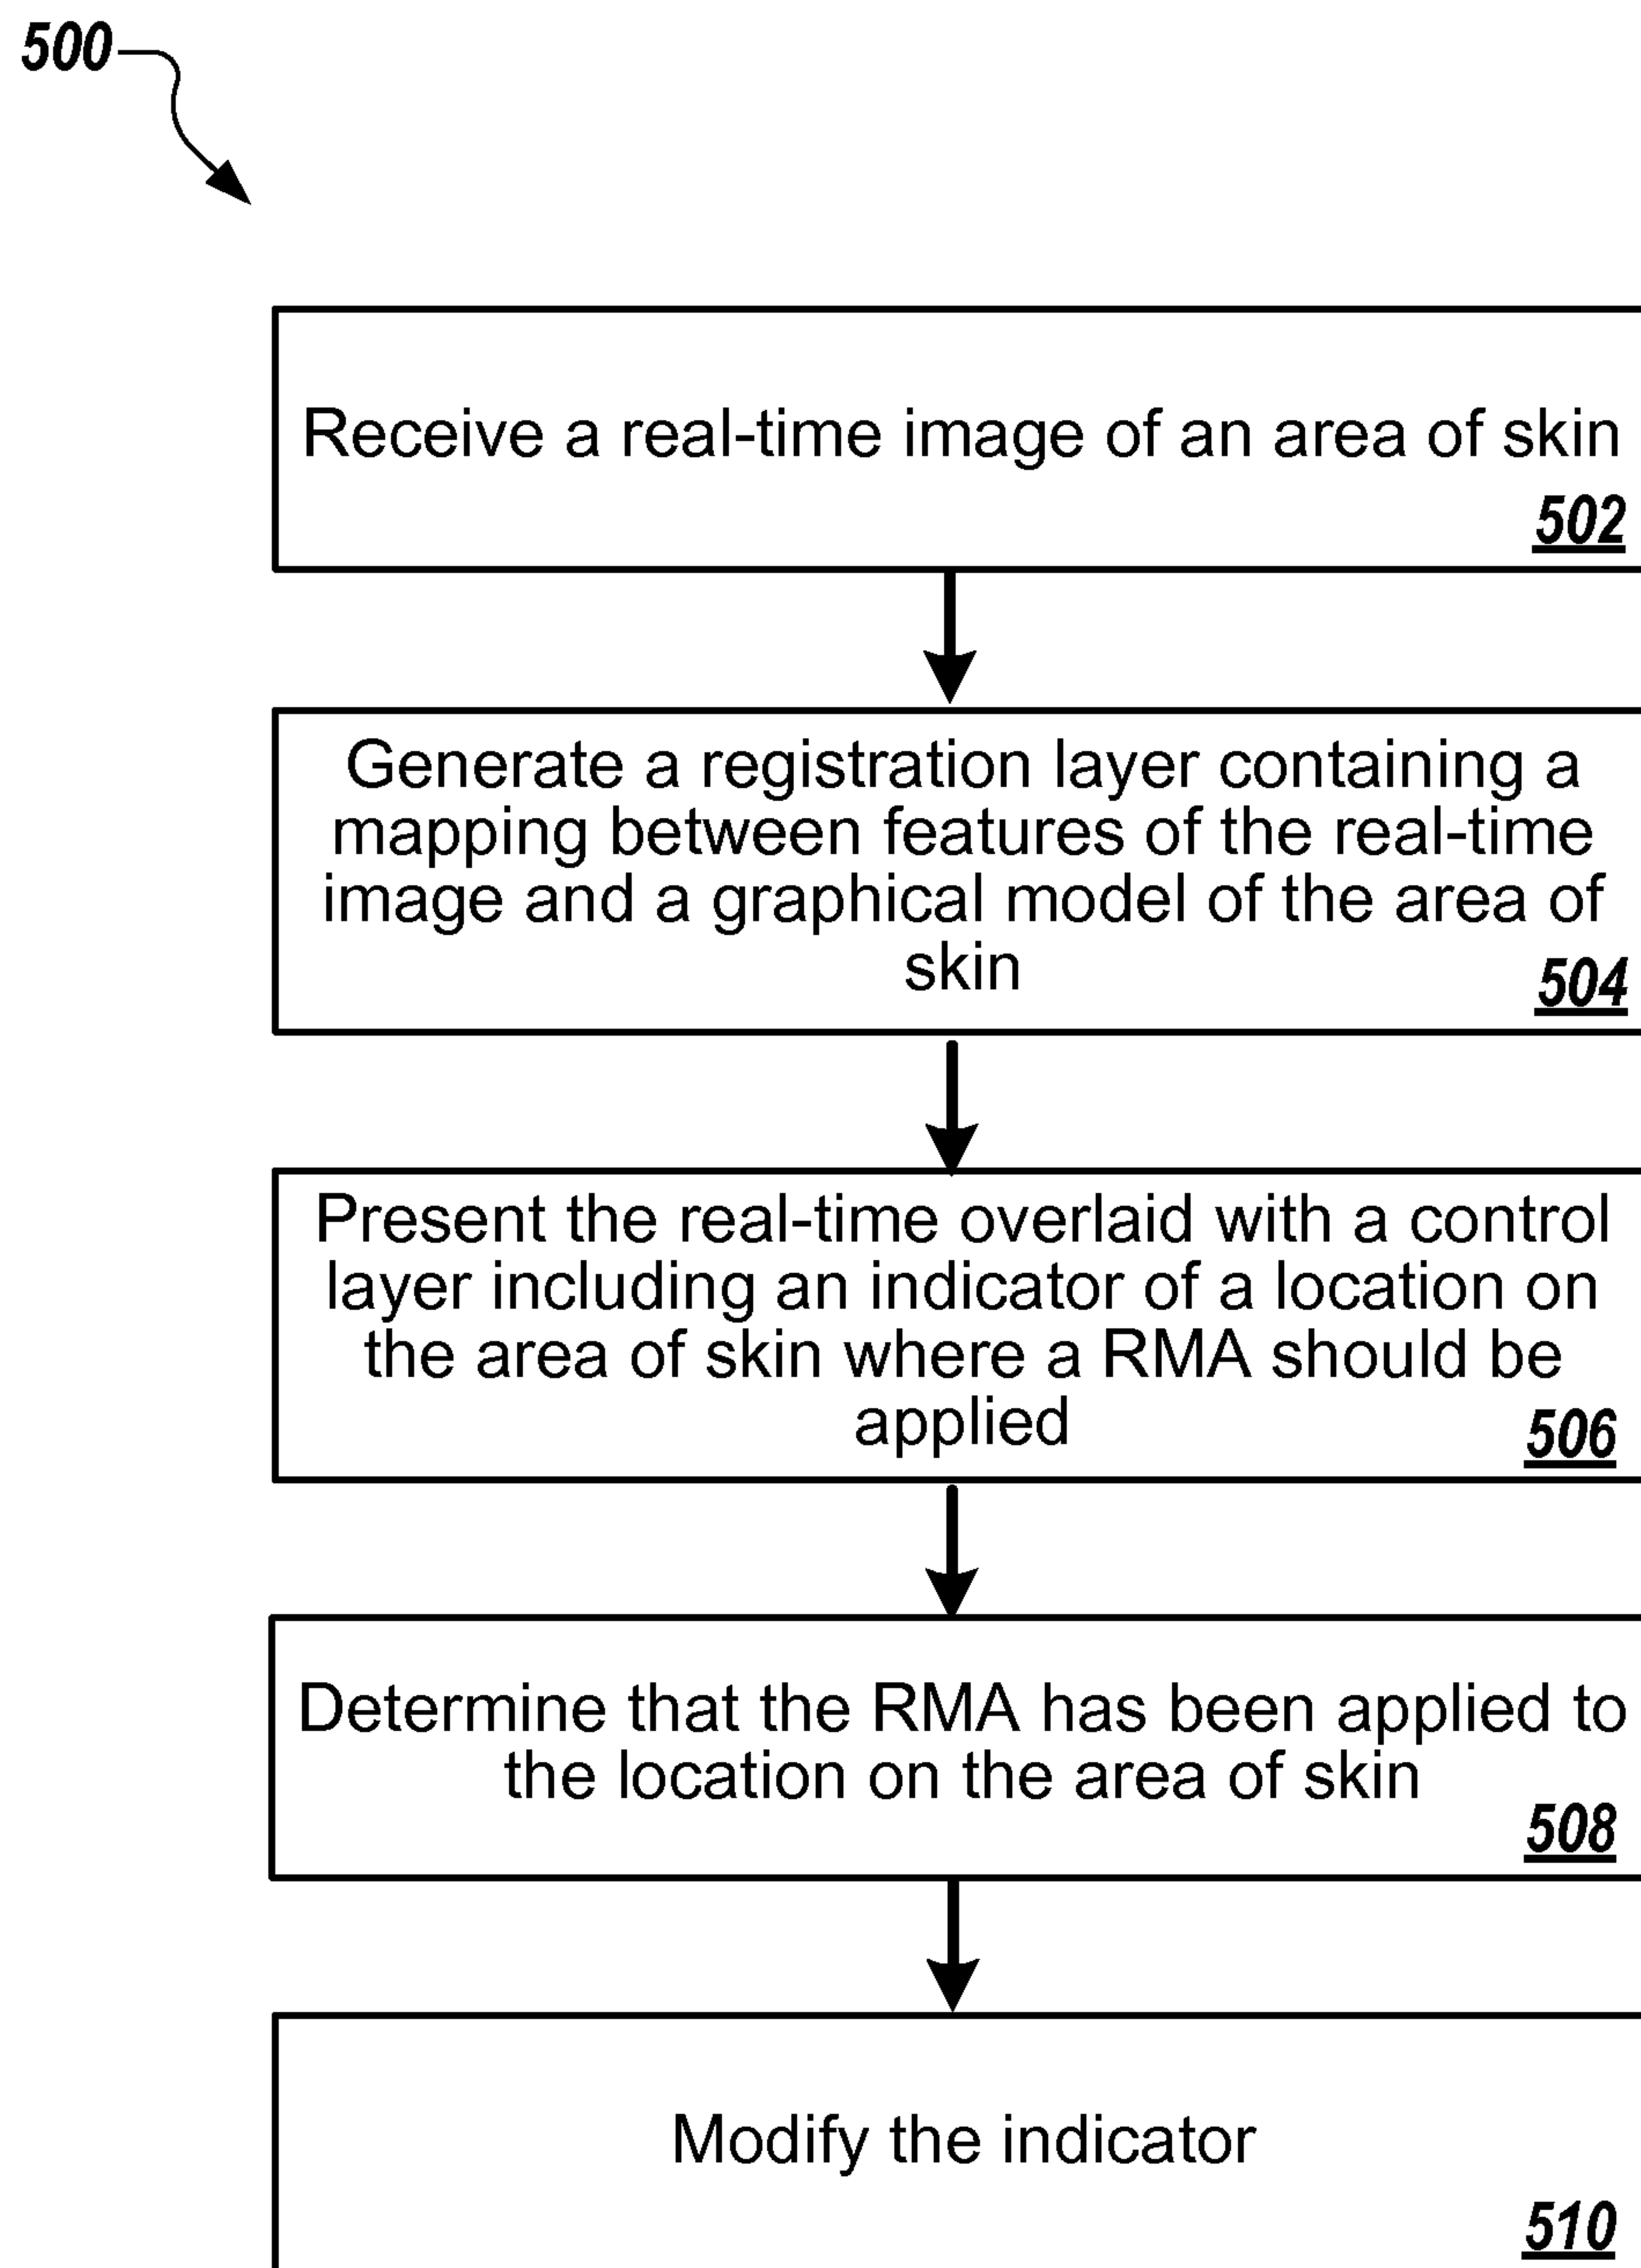 500
Receive a real-time image of an area of skin
502
Generate a registration layer containing a
mapping between features of the real-time
image and a graphical model of the area of
skin
504
Present the real-time overlaid with a control
layer including an indicator of a location on
the area of skin where a RMA should be
applied
506
Determine that the RMA has been applied to
the location on the area of skin
508
Modify the indicator
510